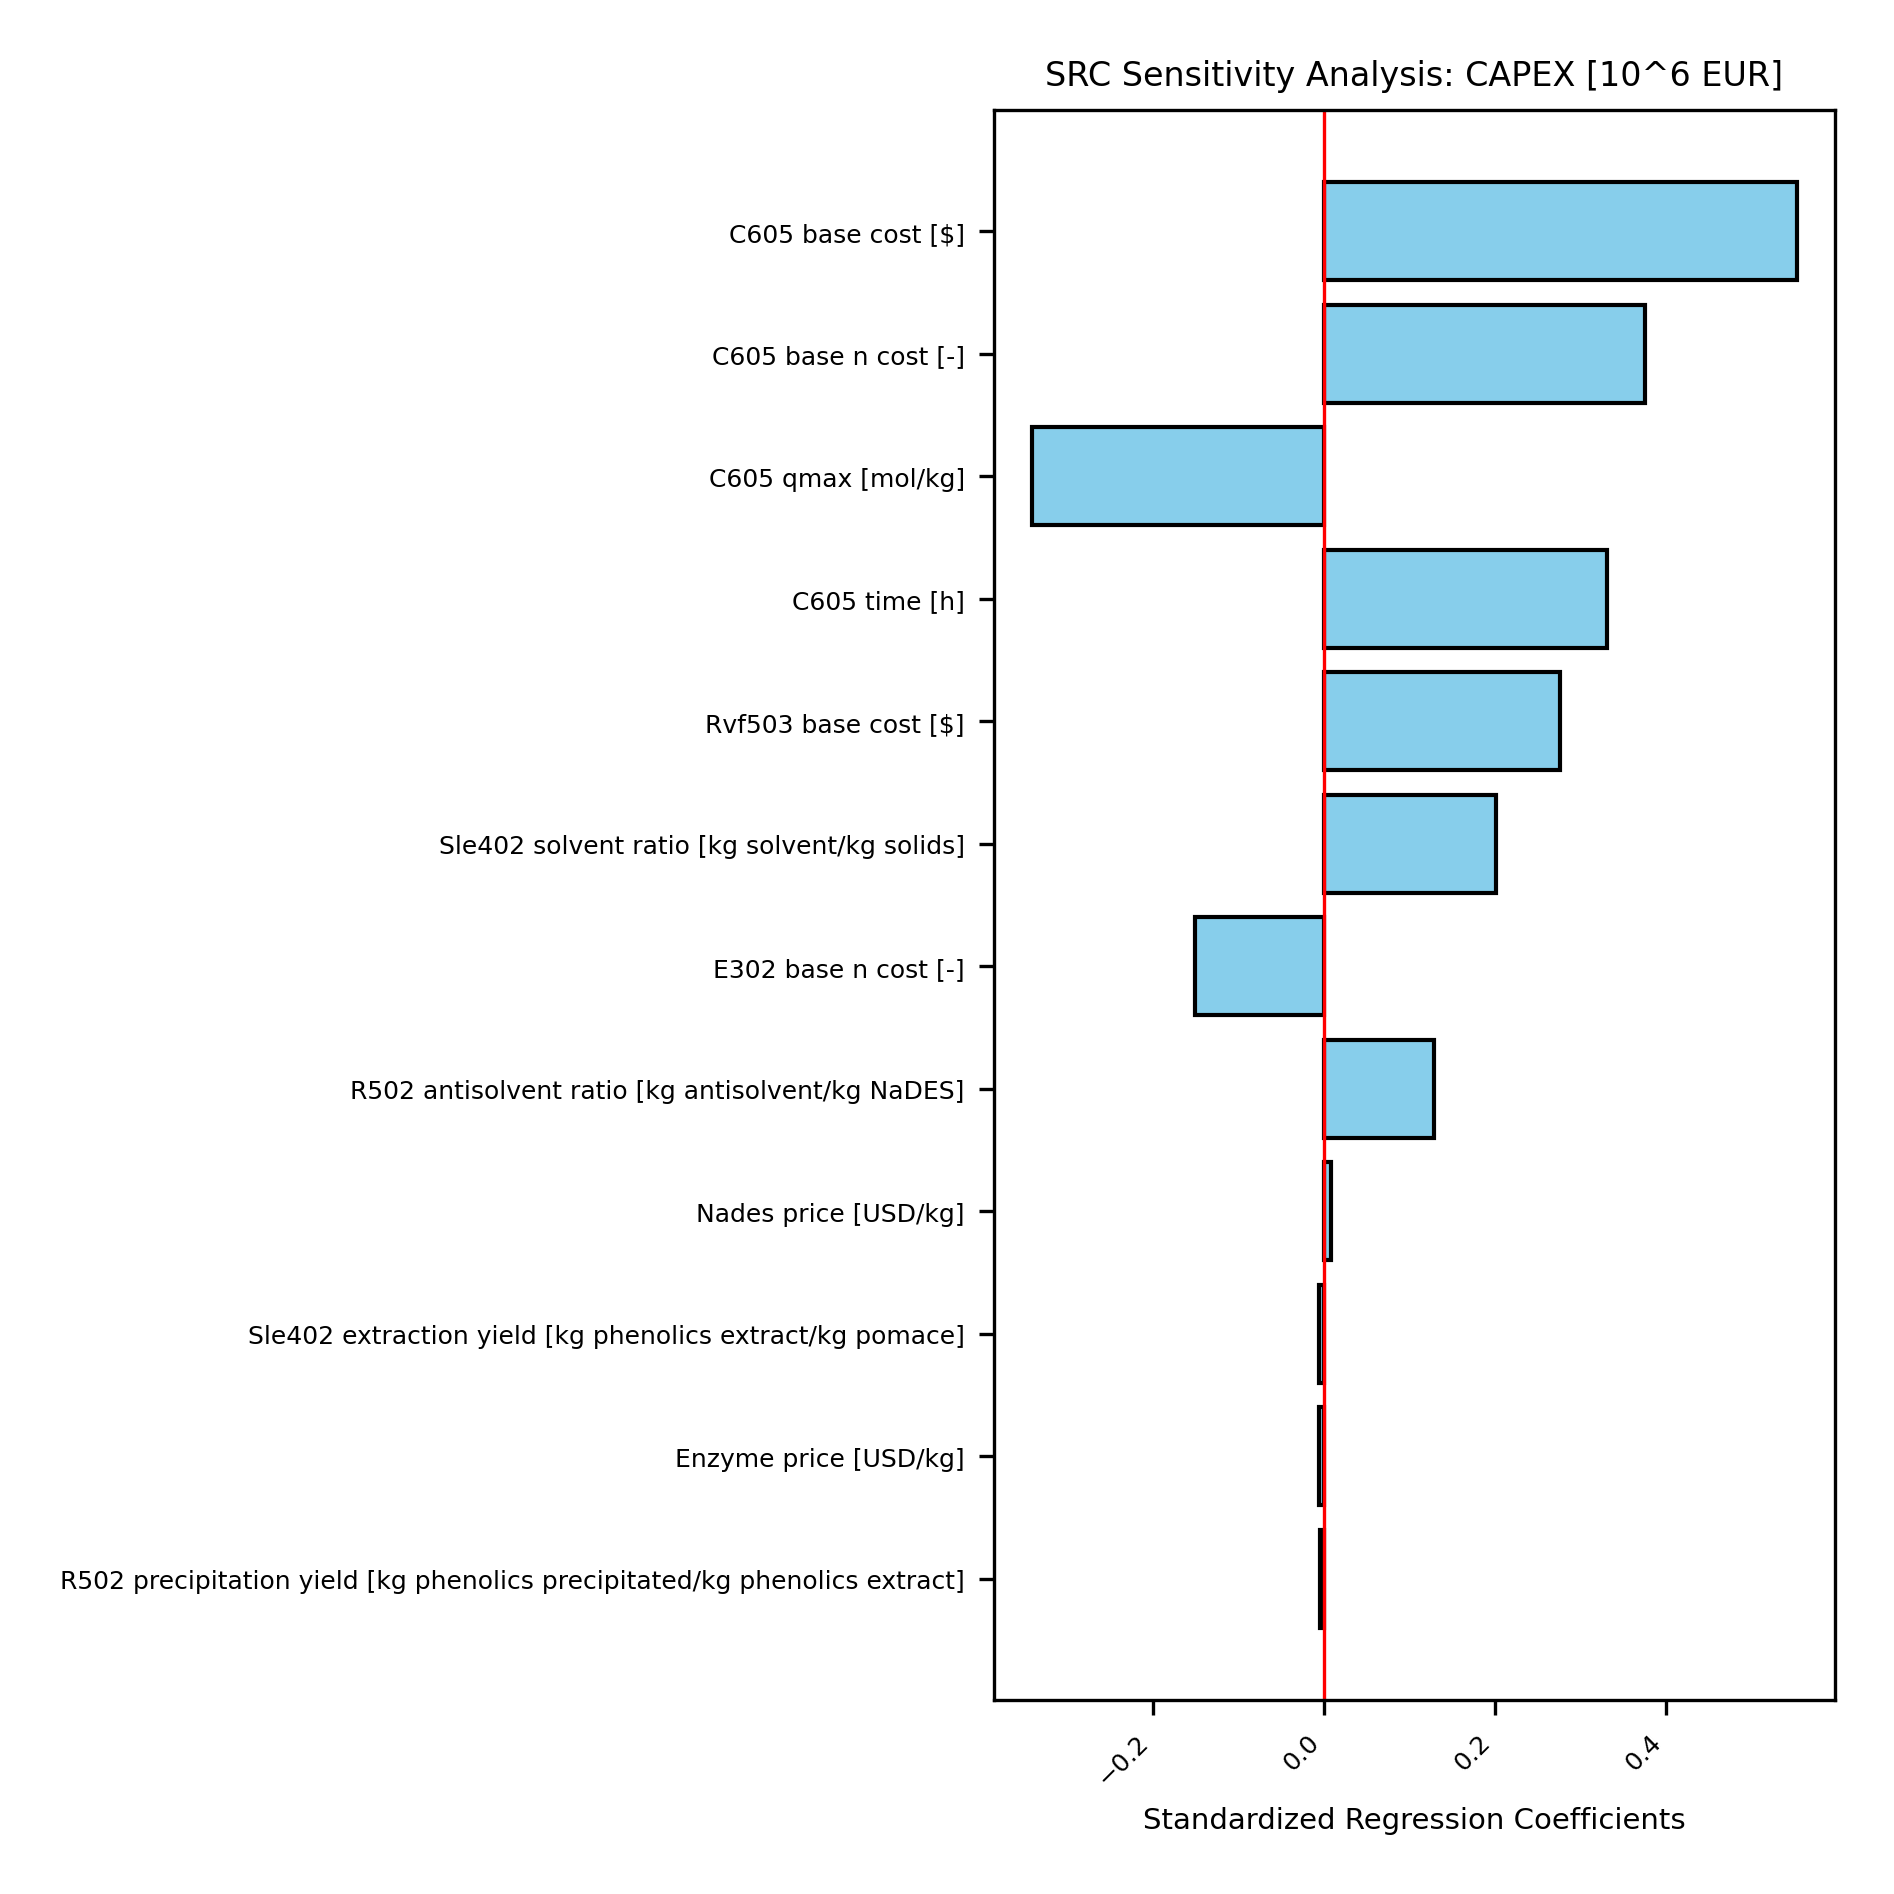 SRC Sensitivity Analysis: CAPEX [10^6 EUR]
C605 base cost [$]
C605 base n cost [-]
C605 qmax [mol/kg]
C605 time [h]
Rvf503 base cost [$]
Sle402 solvent ratio [kg solvent/kg solids]
E302 base n cost [-]
R502 antisolvent ratio [kg antisolvent/kg NaDES]
Nades price [USD/kg]
Sle402 extraction yield [kg phenolics extract/kg pomace]
Enzyme price [USD/kg]
R502 precipitation yield [kg phenolics precipitated/kg phenolics extract]
−0.2 0.0 0.2 0.4
Standardized Regression Coefficients